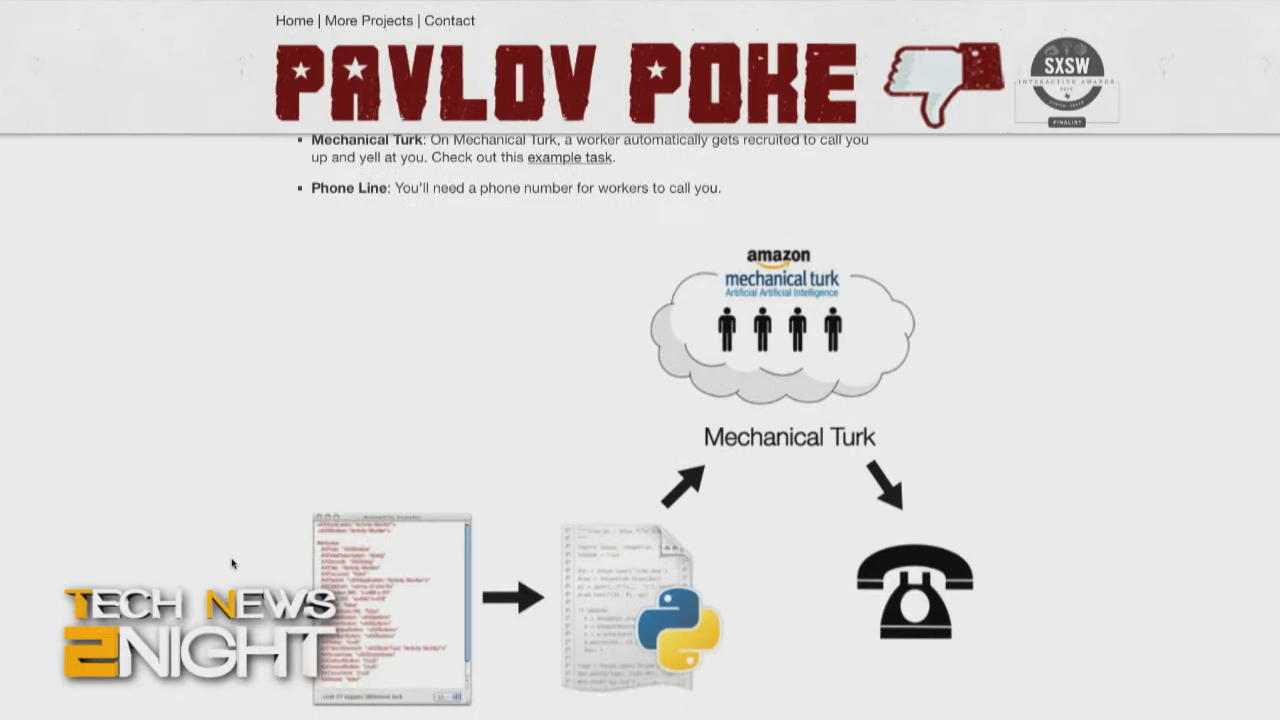 Home | More Projects | Contact
PAVLOV POKE
SXSW
INTERACTIVE AWARDS
FINALIST
Mechanical Turk: On Mechanical Turk, a worker automatically gets recruited to call you
up and yell at you. Check out this example task.
Phone Line: You'll need a phone number for workers to call you.
amazon
mechanical turk
Artificial Artificial Intelligence
Mechanical Turk
TECH NEWS
2NIGHT